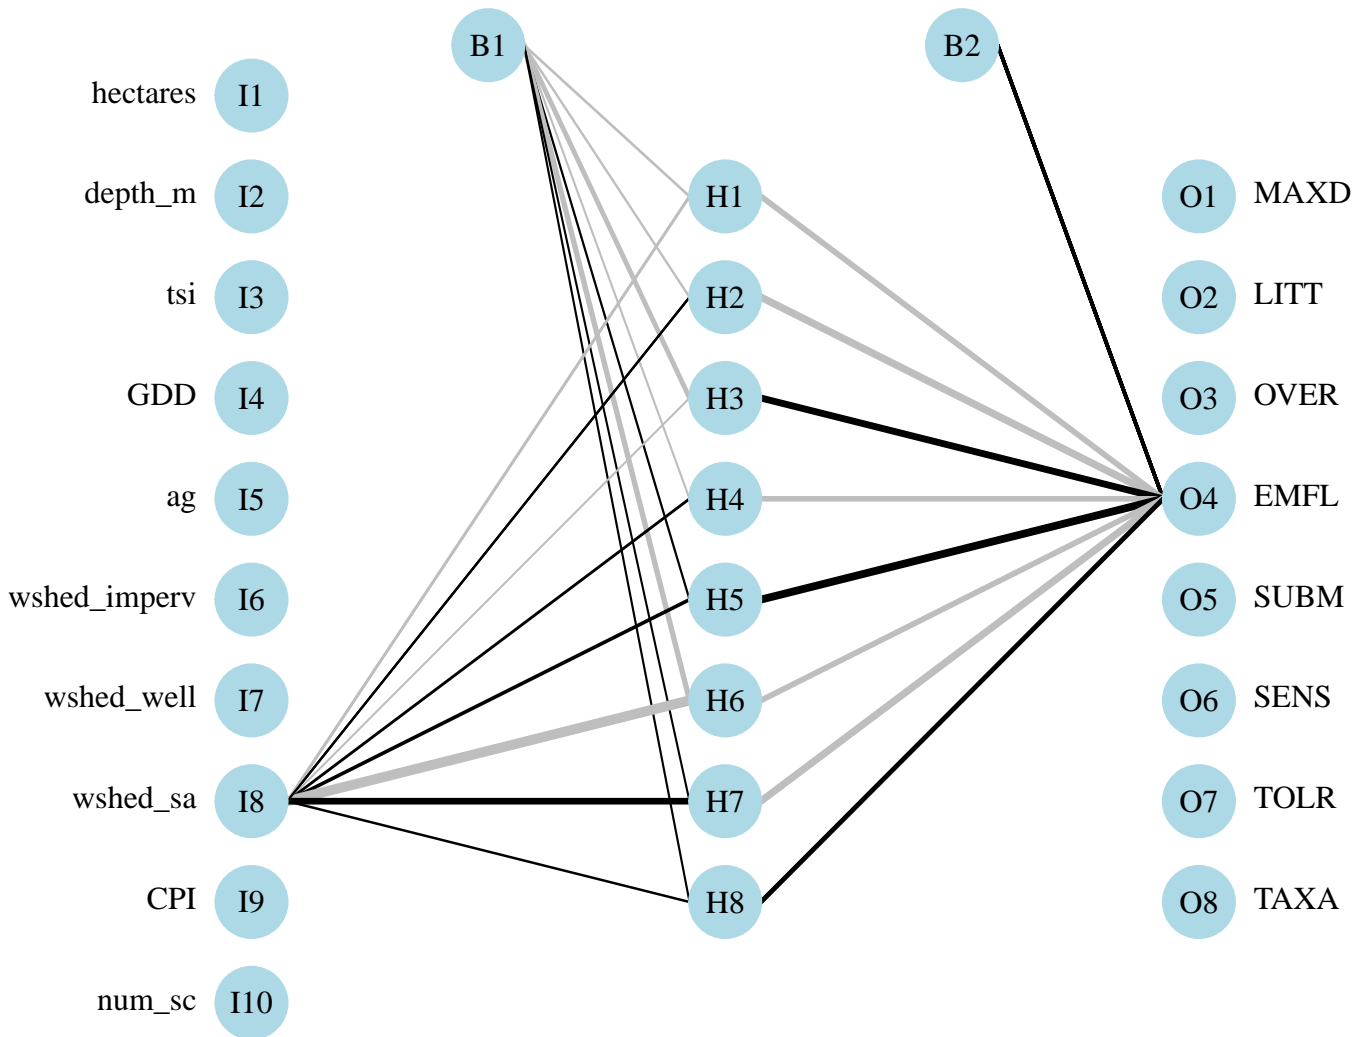 B1 B2
hectares I1
depth_m I2 H1 O1 MAXD
tsi I3 H2 O2 LITT
GDD I4 H3 O3 OVER
ag I5 H4 O4 EMFL
wshed_imperv I6 H5 O5 SUBM
wshed_well I7 H6 O6 SENS
wshed_sa I8 H7 O7 TOLR
CPI I9 H8 O8 TAXA
num_sc I10